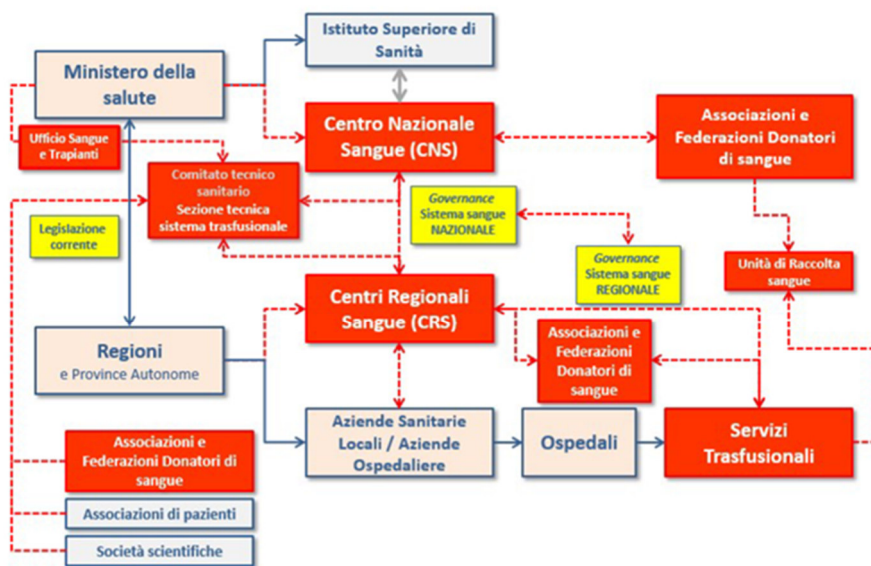 Istituto Superiore di
Sanità
Ministero della
salute
Centro Nazionale
Sangue (CNS)
Associazioni e
Federazioni Donatori
di sangue
Ufficio Sangue
e Trapianti
Comitato tecnico
sanitario
Sezione tecnica
sistema trasfusionale
Governance
Sistema sangue
NAZIONALE
Legislazione
corrente
Governance
Sistema sangue
REGIONALE
Unità di Raccolta
sangue
Centri Regionali
Sangue (CRS)
Regioni
e Province Autonome
Associazioni e
Federazioni
Donatori di
sangue
Aziende Sanitarie
Locali / Aziende
Ospedaliere
Ospedali
Servizi
Trasfusionali
Associazioni e
Federazioni Donatori di
sangue
Associazioni di pazienti
Società scientifiche